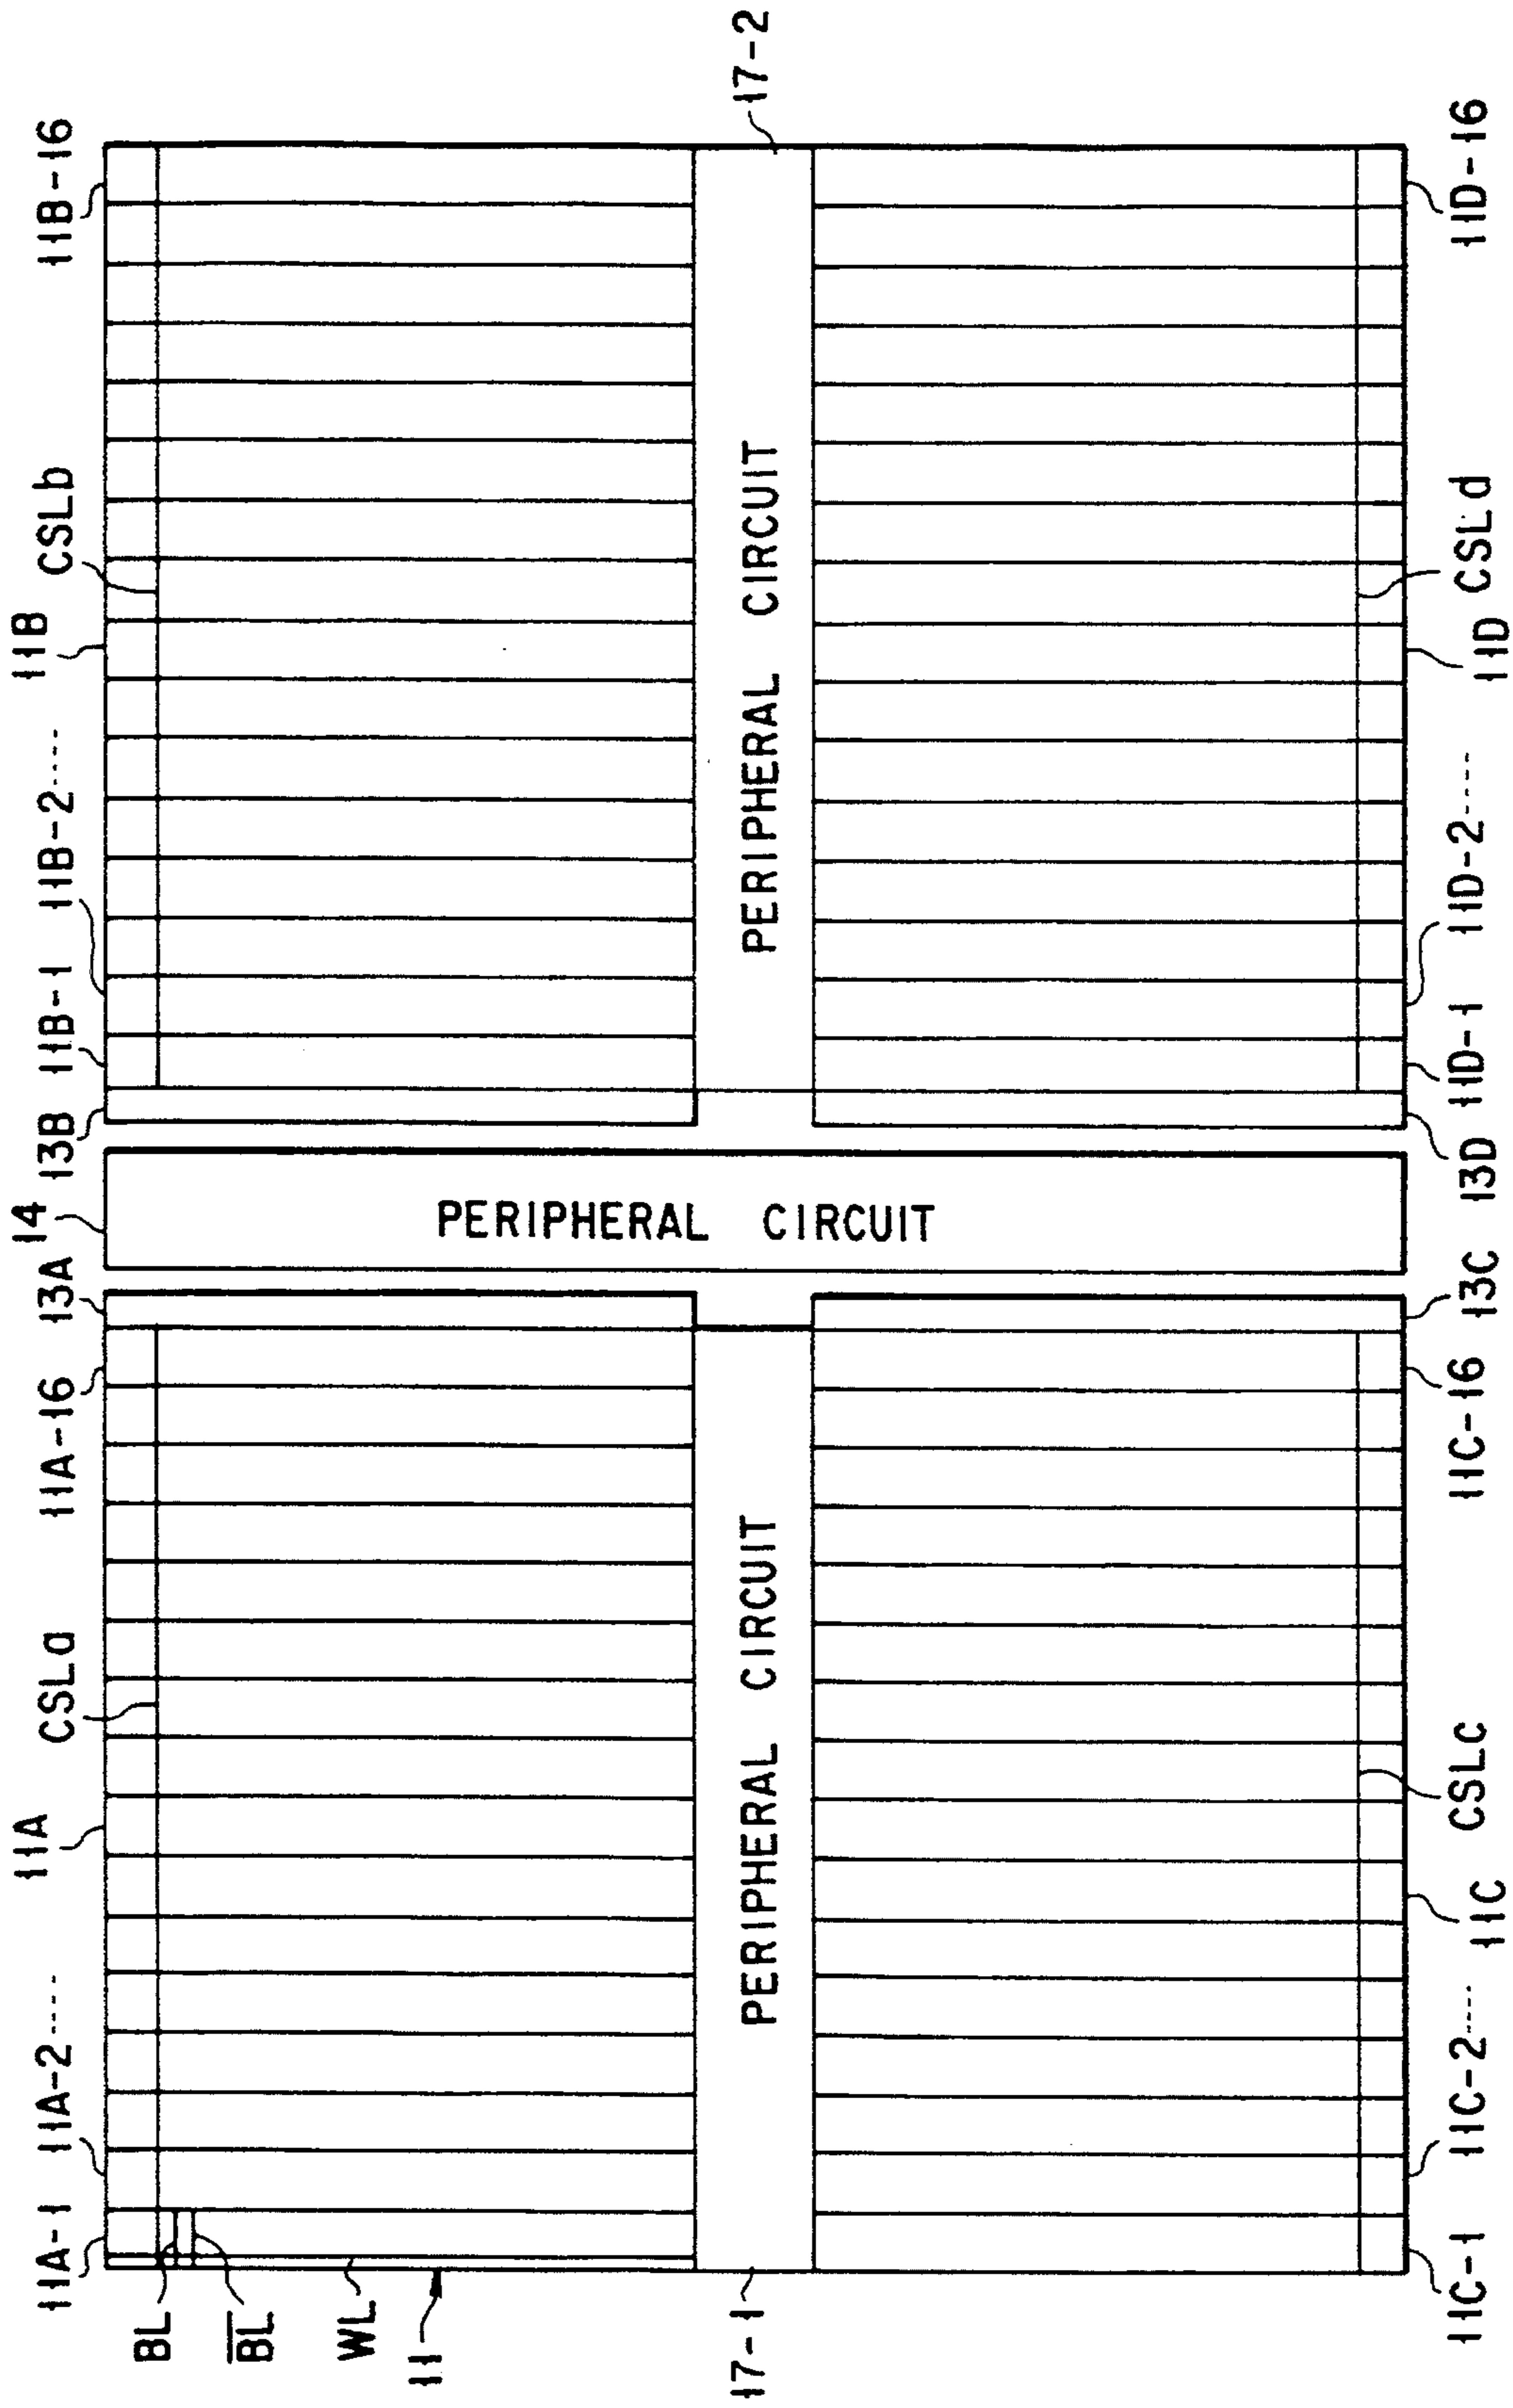 11A 14 11B
11A-1 11A-2---- CSLa 11A-16 13A 13B 11B-1 11B-2---- CSLb 11B-16
BL
B̅L̅
WL
11
PERIPHERAL CIRCUIT
17-1 PERIPHERAL CIRCUIT PERIPHERAL CIRCUIT 17-2
11C-1 11C-2---- CSLc 11C-16 13C 13D 11D-1 11D-2---- CSLd 11D-16
11C 11D